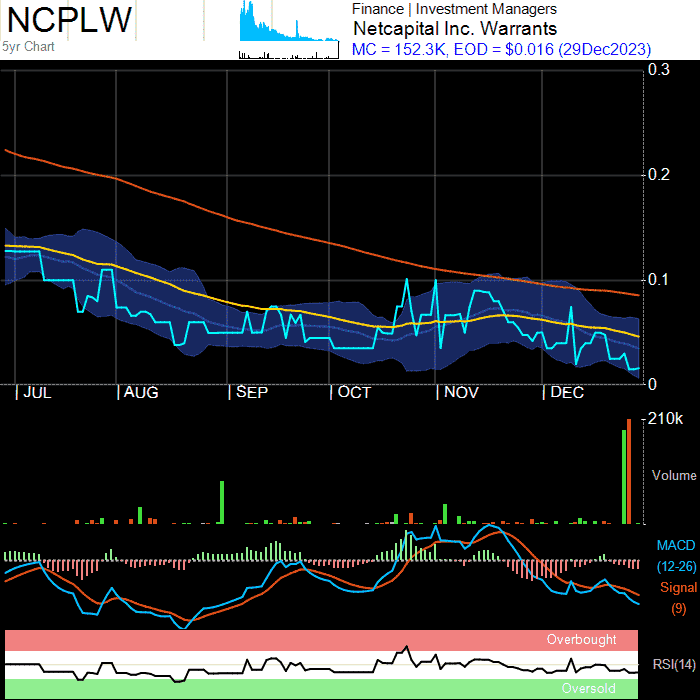 NCPLW
5yr Chart
Finance | Investment Managers
Netcapital Inc. Warrants
MC = 152.3K, EOD = $0.016 (29Dec2023)
0.3
0.2
0.1
0
| JUL | AUG | SEP | OCT | NOV | DEC
210k
Volume
MACD
(12-26)
Signal
(9)
Overbought
RSI(14)
Oversold